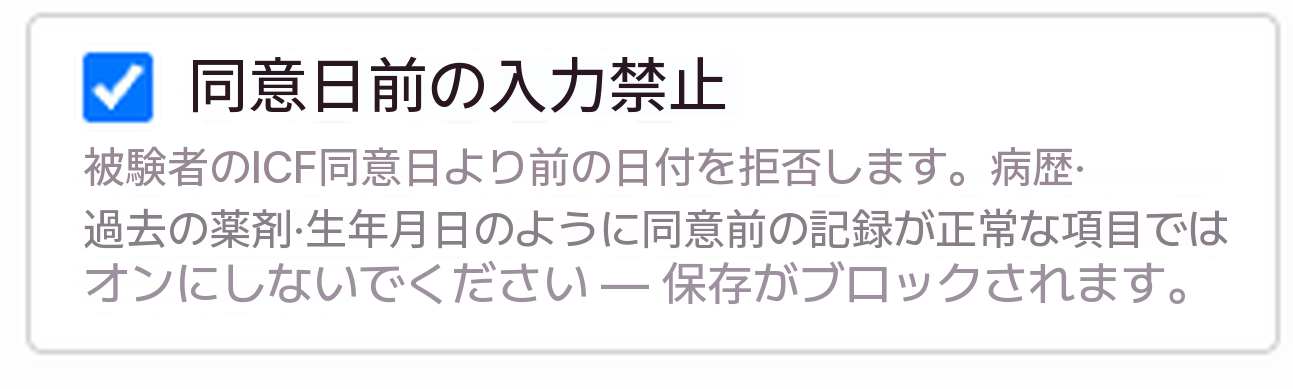 同意日前の入力禁止
被験者のICF同意日より前の日付を拒否します。病歴·
過去の薬剤·生年月日のように同意前の記録が正常な項目では
オンにしないでください — 保存がブロックされます。